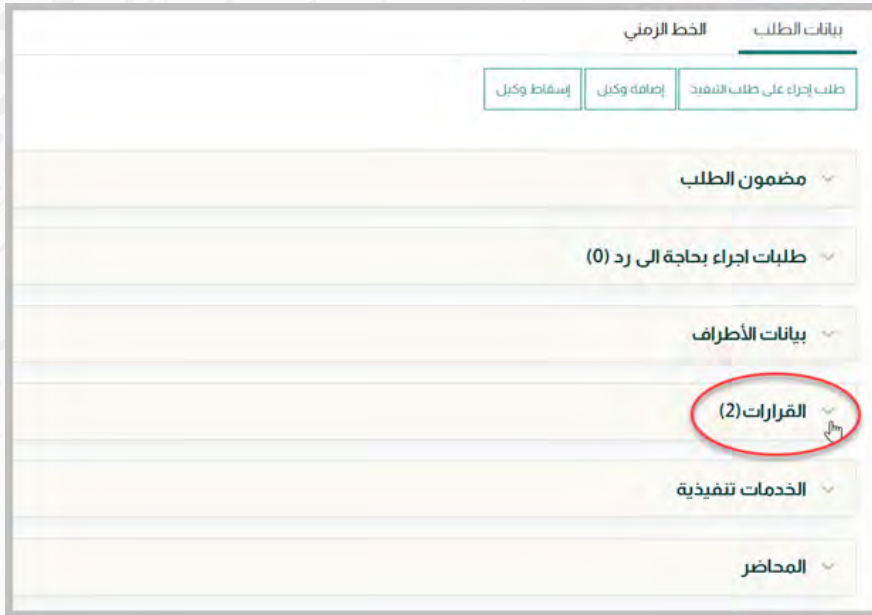 بيانات الطلب الخط الزمني
طلب إجراء على طلب التنفيذ إضافة وكيل إسقاط وكيل
مضمون الطلب
طلبات اجراء بحاجة الى رد (0)
بيانات الأطراف
القرارات(2)
الخدمات تنفيذية
المحاضر